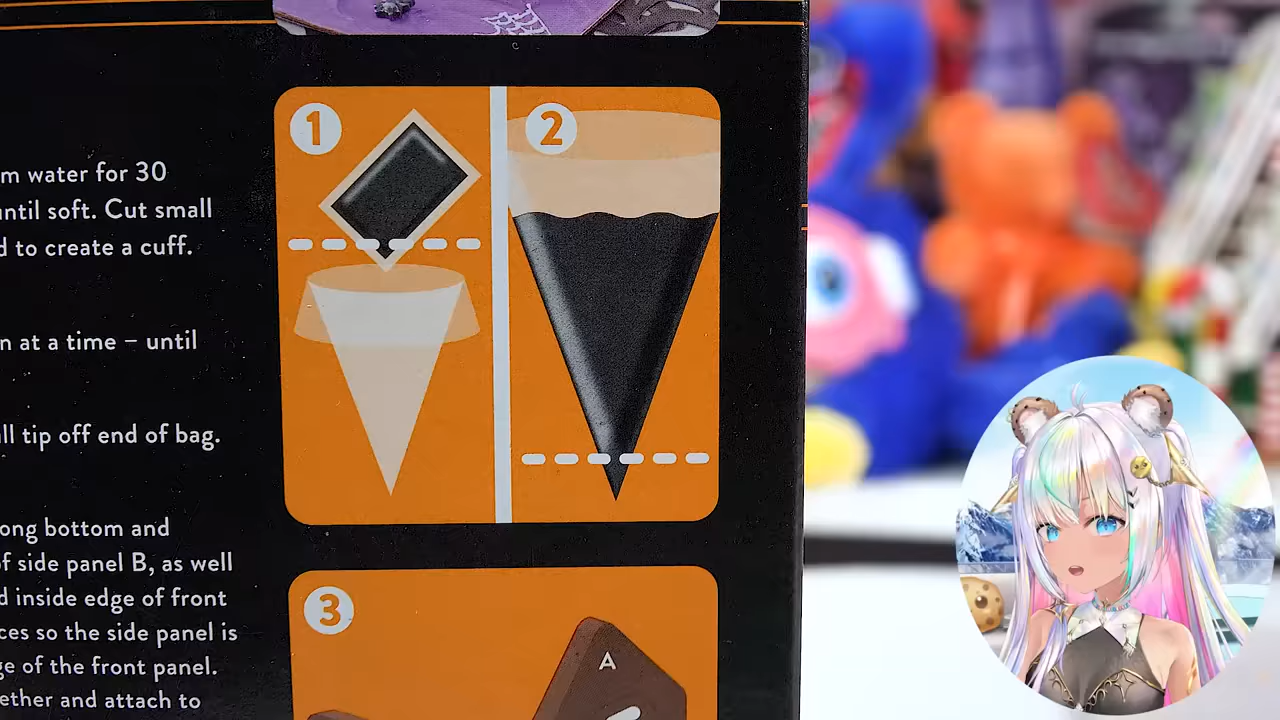 m water for 30
until soft. Cut small
d to create a cuff.
n at a time – until
ll tip off end of bag.
ong bottom and
f side panel B, as well
d inside edge of front
ces so the side panel is
ge of the front panel.
ether and attach to
1
2
3
A